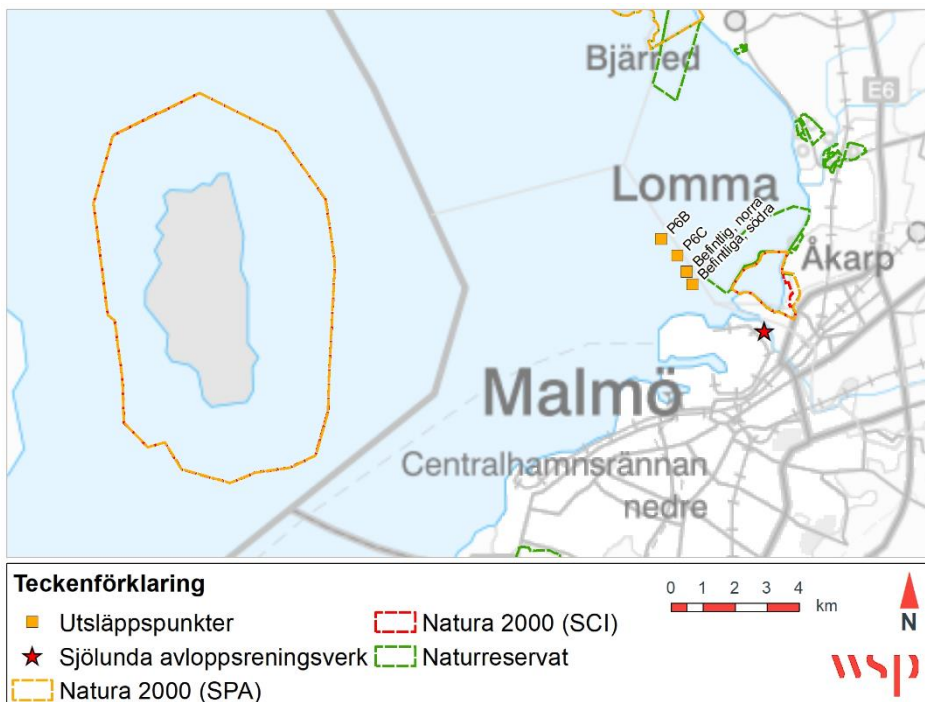 Bjärred
E6
Lomma
P6B
P6C
Befintlig, norra
Befintliga, södra
Åkarp
Malmö
Centralhamnsrännan
nedre
Teckenförklaring
Utsläppspunkter
Sjölunda avloppsreningsverk
Natura 2000 (SPA)
Natura 2000 (SCI)
Naturreservat
0 1 2 3 4
km
N
wsp